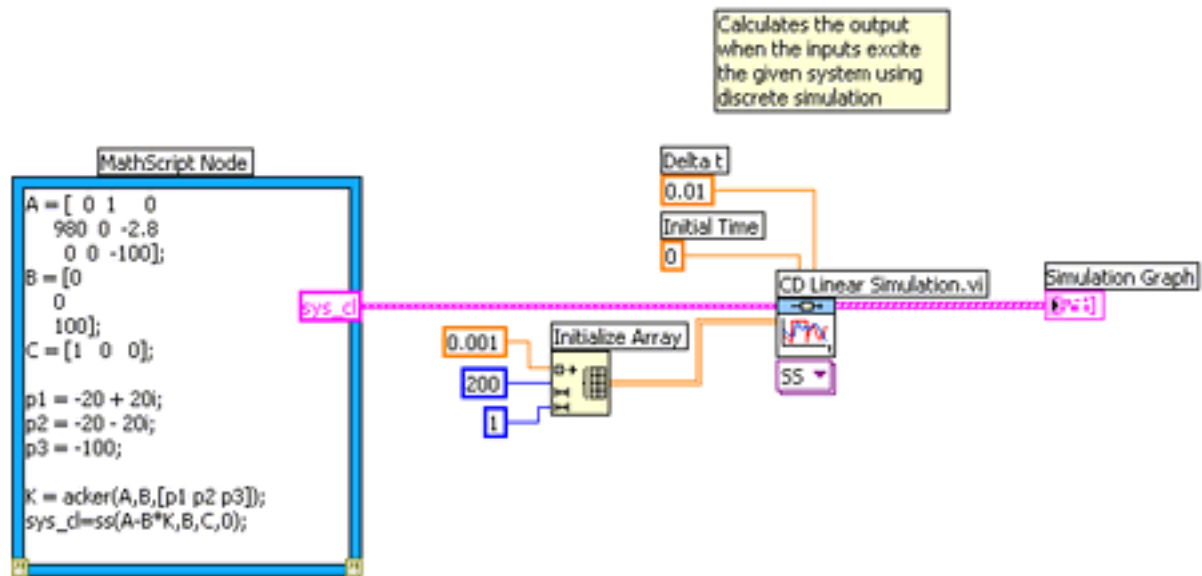 Calculates the output
when the inputs excite
the given system using
discrete simulation
MathScript Node
A = [ 0 1 0
980 0 -2.8
0 0 -100];
B = [0
0
100];
C = [1 0 0];
p1 = -20 + 20i;
p2 = -20 - 20i;
p3 = -100;
K = acker(A,B,[p1 p2 p3]);
sys_cl=ss(A-B*K,B,C,0);
sys_cl
Delta t
0.01
Initial Time
0
CD Linear Simulation.vi
SS
Initialize Array
0.001
200
1
Simulation Graph